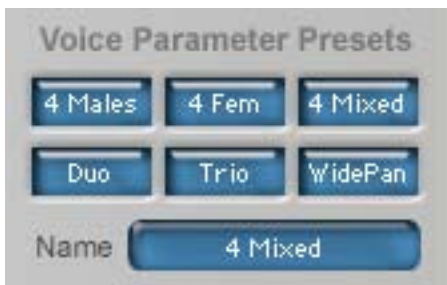 Voice Parameter Presets
4 Males 4 Fem 4 Mixed
Duo Trio WidePan
Name 4 Mixed